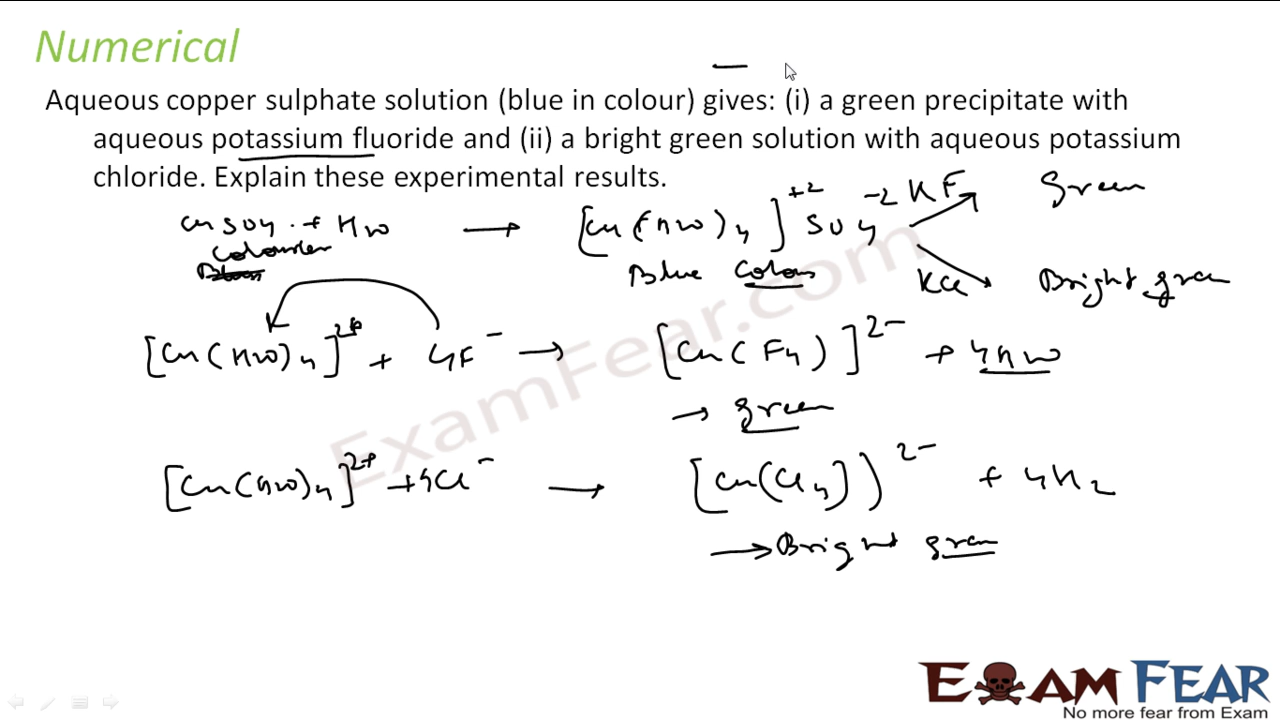 Numerical
Aqueous copper sulphate solution (blue in colour) gives: (i) a green precipitate with
aqueous potassium fluoride and (ii) a bright green solution with aqueous potassium
chloride. Explain these experimental results.
+2 -2 KF Green
CuSO4 . + H2O → [Cu(H2O)4] SO4
Colourless
Blue Colour KCl Bright green
[Cu(H2O)4]2+ + 4F− → [Cu(F4)]2− + 4H2O
→ green
[Cu(H2O)4]2+ + 4Cl− → [Cu(Cl4])2− + 4H2
→ Bright green
ExamFear.com
EXAM FEAR
No more fear from Exam